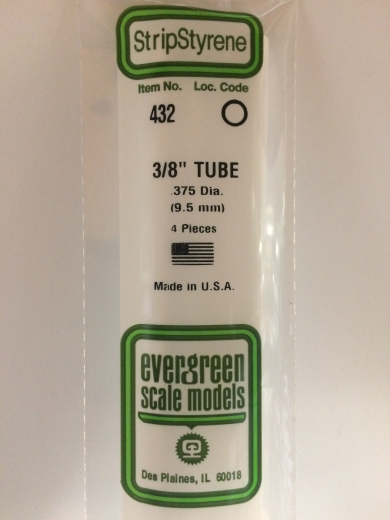 StripStyrene
Item No. Loc. Code
432
3/8" TUBE
.375 Dia.
(9.5 mm)
4 Pieces
Made in U.S.A.
evergreen
scale models
Des Plaines, IL 60018